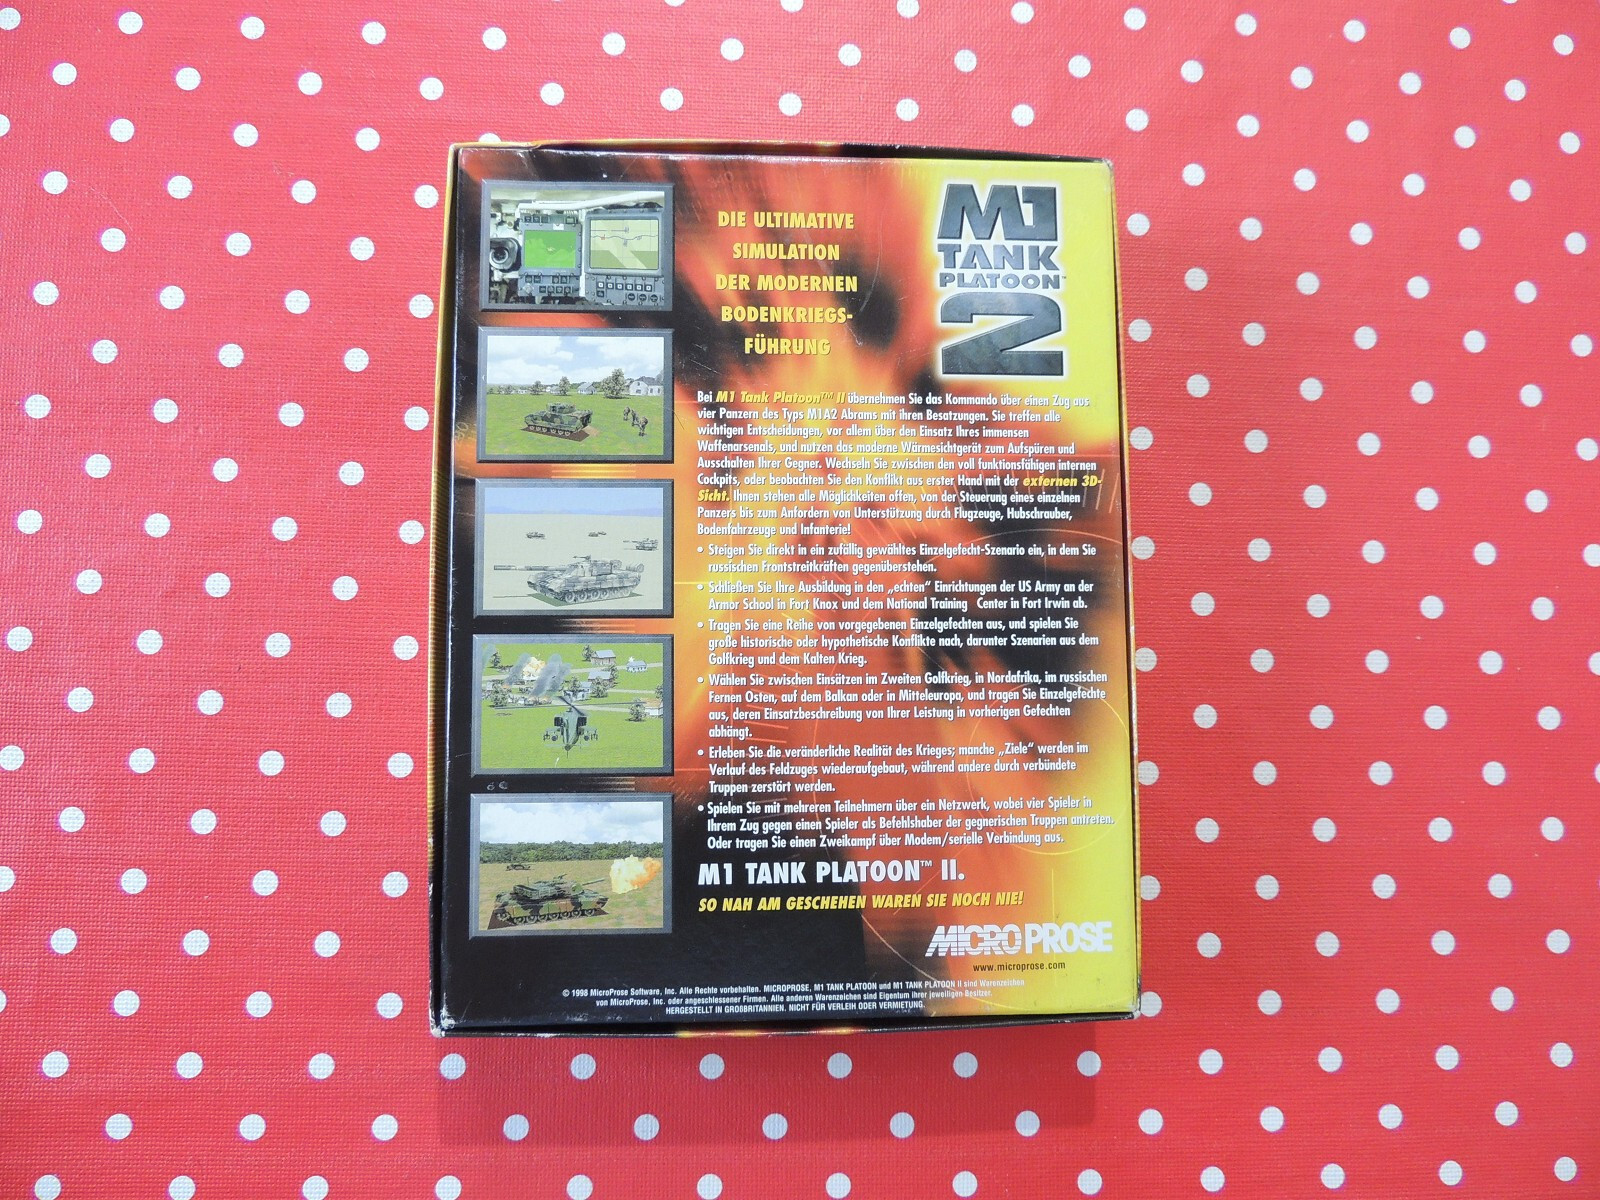 DIE ULTIMATIVE
SIMULATION
DER MODERNEN
BODENKRIEGS-
FÜHRUNG
M1
TANK
PLATOON™
2
Bei M1 Tank Platoon™ II übernehmen Sie das Kommando über einen Zug aus
vier Panzern des Typs M1A2 Abrams mit ihren Besatzungen. Sie treffen alle
wichtigen Entscheidungen, vor allem über den Einsatz Ihres immensen
Waffenarsenals, und nutzen das moderne Wärmesichtgerät zum Aufspüren und
Ausschalten Ihrer Gegner. Wechseln Sie zwischen den voll funktionsfähigen internen
Cockpits, oder beobachten Sie den Konflikt aus erster Hand mit der externen 3D-
Sicht. Ihnen stehen alle Möglichkeiten offen, von der Steuerung eines einzelnen
Panzers bis zum Anfordern von Unterstützung durch Flugzeuge, Hubschrauber,
Bodenfahrzeuge und Infanterie!
• Steigen Sie direkt in ein zufällig gewähltes Einzelgefecht-Szenario ein, in dem Sie
russischen Frontstreitkräften gegenüberstehen.
• Schließen Sie Ihre Ausbildung in den „echten“ Einrichtungen der US Army an der
Armor School in Fort Knox und dem National Training Center in Fort Irwin ab.
• Tragen Sie eine Reihe von vorgegebenen Einzelgefechten aus, und spielen Sie
große historische oder hypothetische Konflikte nach, darunter Szenarien aus dem
Golfkrieg und dem Kalten Krieg.
• Wählen Sie zwischen Einsätzen im Zweiten Golfkrieg, in Nordafrika, im russischen
Fernen Osten, auf dem Balkan oder in Mitteleuropa, und tragen Sie Einzelgefechte
aus, deren Einsatzbeschreibung von Ihrer Leistung in vorherigen Gefechten
abhängt.
• Erleben Sie die veränderliche Realität des Krieges; manche „Ziele“ werden im
Verlauf des Feldzuges wiederaufgebaut, während andere durch verbündete
Truppen zerstört werden.
• Spielen Sie mit mehreren Teilnehmern über ein Netzwerk, wobei vier Spieler in
Ihrem Zug gegen einen Spieler als Befehlshaber der gegnerischen Truppen antreten.
Oder tragen Sie einen Zweikampf über Modem/serielle Verbindung aus.
M1 TANK PLATOON™ II.
SO NAH AM GESCHEHEN WAREN SIE NOCH NIE!
MICROPROSE
www.microprose.com
© 1998 MicroProse Software, Inc. Alle Rechte vorbehalten. MICROPROSE, M1 TANK PLATOON und M1 TANK PLATOON II sind Warenzeichen
von MicroProse, Inc. oder angeschlossener Firmen. Alle anderen Warenzeichen sind Eigentum ihrer jeweiligen Besitzer.
HERGESTELLT IN GROßBRITANNIEN. NICHT FÜR VERLEIH ODER VERMIETUNG.